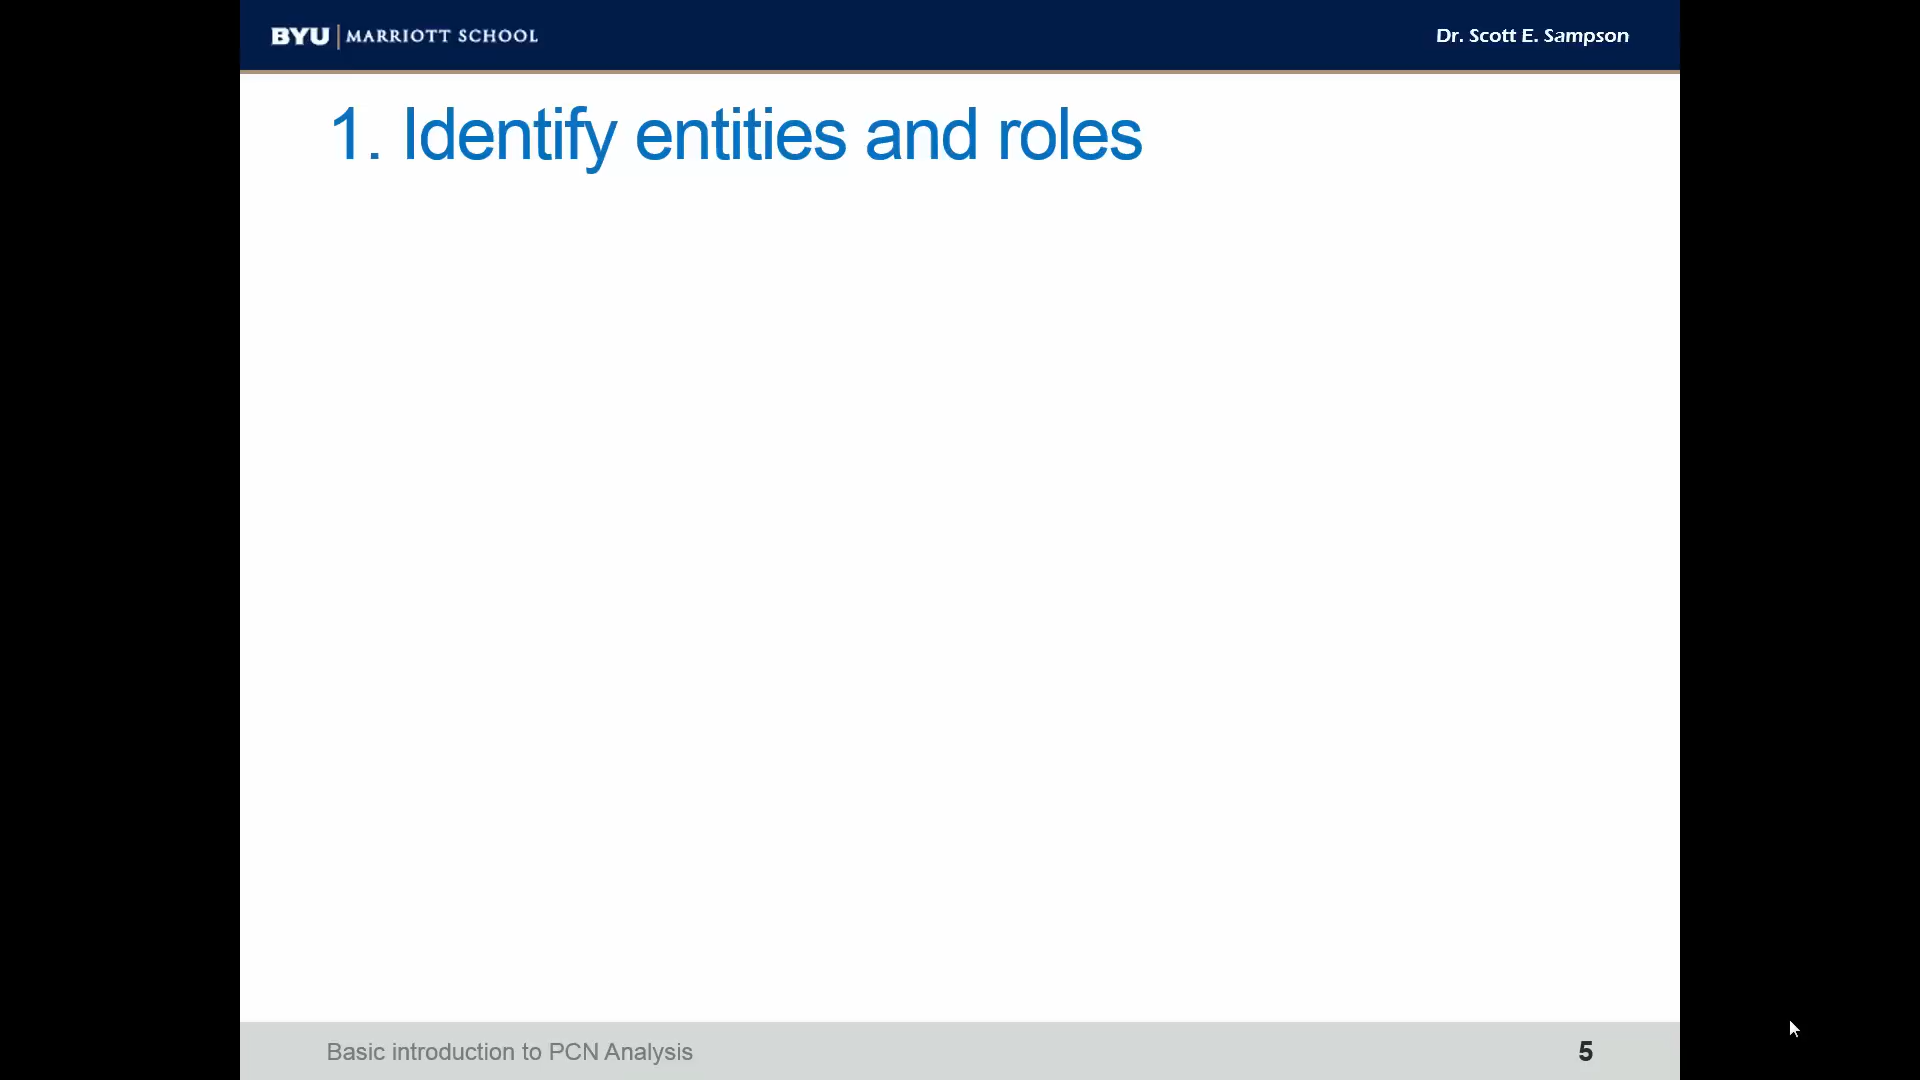 BYU MARRIOTT SCHOOL
Dr. Scott E. Sampson
1. Identify entities and roles
Basic introduction to PCN Analysis
5